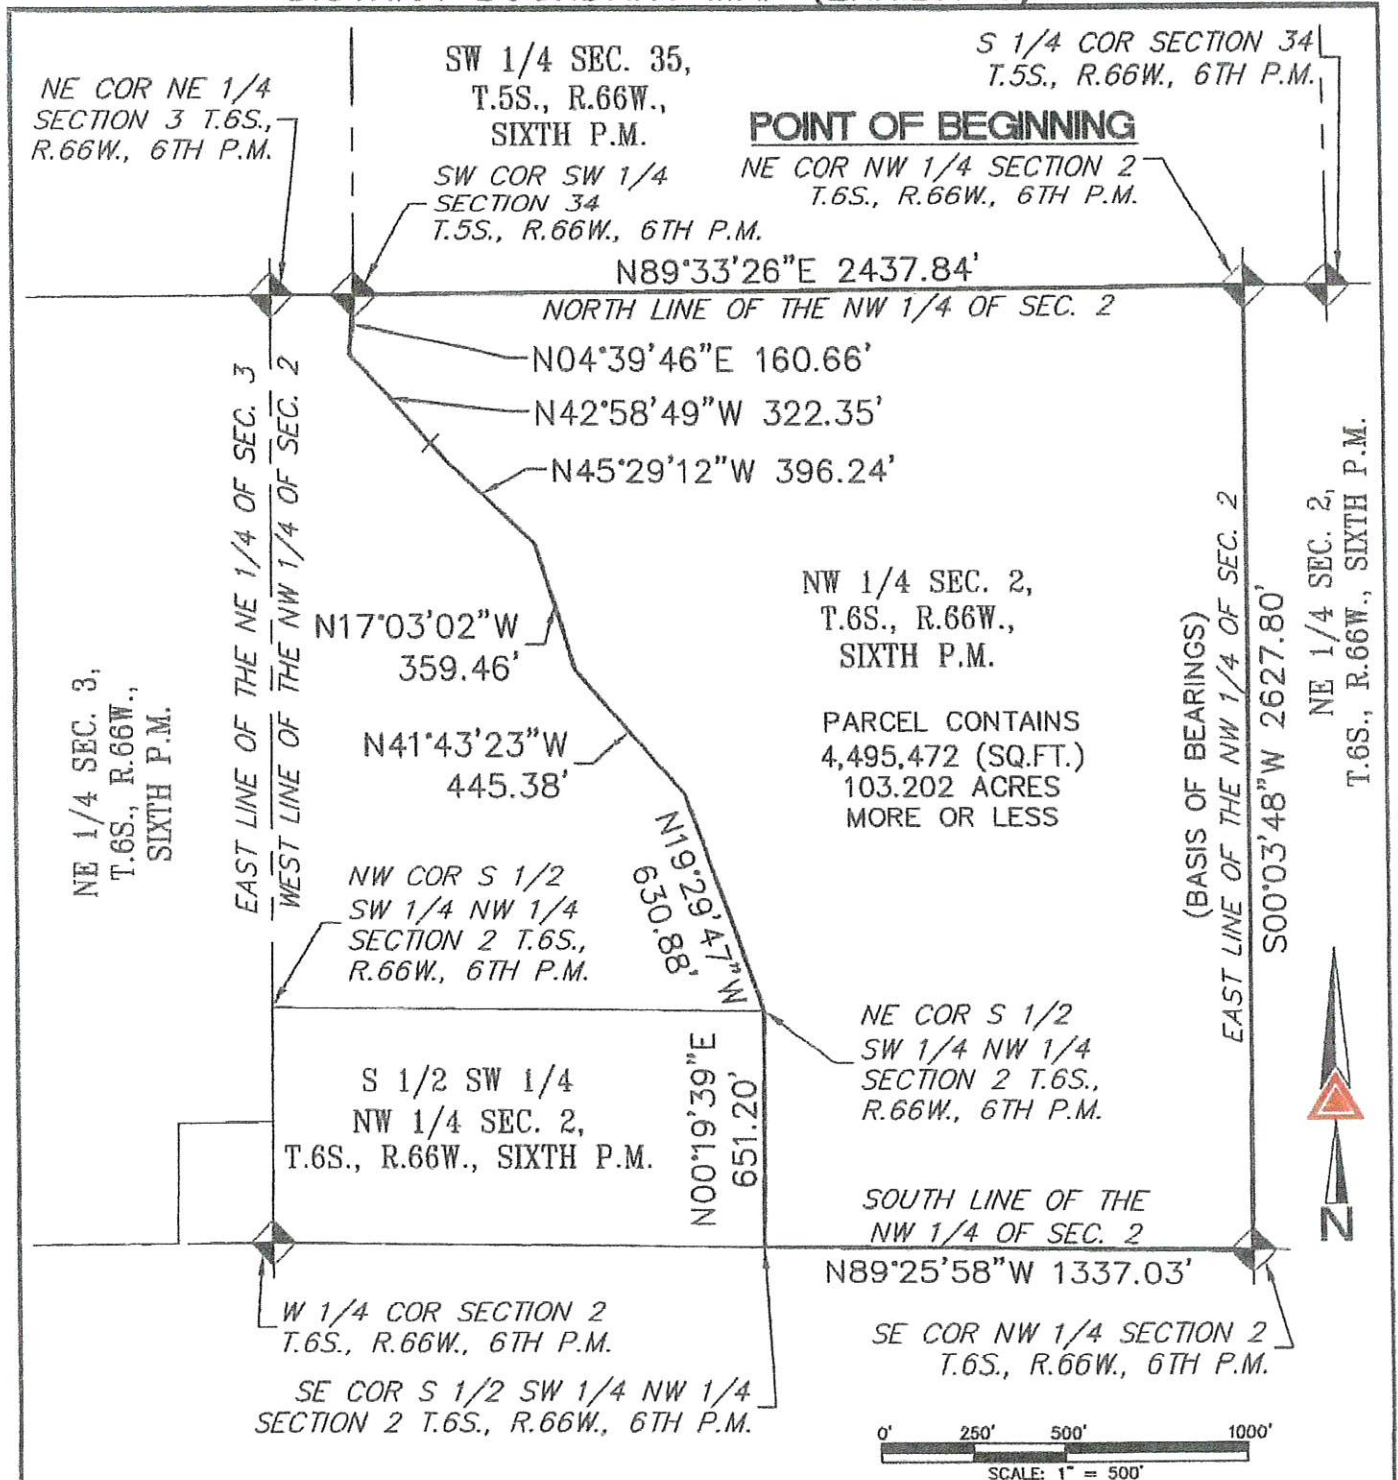 SW 1/4 SEC. 35,
T.5S., R.66W.,
SIXTH P.M.
S 1/4 COR SECTION 34
T.5S., R.66W., 6TH P.M.
NE COR NE 1/4
SECTION 3 T.6S.,
R.66W., 6TH P.M.
POINT OF BEGINNING
NE COR NW 1/4 SECTION 2
T.6S., R.66W., 6TH P.M.
SW COR SW 1/4
SECTION 34
T.5S., R.66W., 6TH P.M.
N89°33'26"E 2437.84'
NORTH LINE OF THE NW 1/4 OF SEC. 2
N04°39'46"E 160.66'
N42°58'49"W 322.35'
N45°29'12"W 396.24'
EAST LINE OF THE NE 1/4 OF SEC. 3
WEST LINE OF THE NW 1/4 OF SEC. 2
N17°03'02"W
359.46'
NW 1/4 SEC. 2,
T.6S., R.66W.,
SIXTH P.M.
NE 1/4 SEC. 3,
T.6S., R.66W.,
SIXTH P.M.
N41°43'23"W
445.38'
PARCEL CONTAINS
4,495,472 (SQ.FT.)
103.202 ACRES
MORE OR LESS
(BASIS OF BEARINGS)
EAST LINE OF THE NW 1/4 OF SEC. 2
S00°03'48"W 2627.80'
NE 1/4 SEC. 2,
T.6S., R.66W., SIXTH P.M.
N19°29'47"W
630.88'
NW COR S 1/2
SW 1/4 NW 1/4
SECTION 2 T.6S.,
R.66W., 6TH P.M.
NE COR S 1/2
SW 1/4 NW 1/4
SECTION 2 T.6S.,
R.66W., 6TH P.M.
S 1/2 SW 1/4
NW 1/4 SEC. 2,
T.6S., R.66W., SIXTH P.M.
N00°19'39"E
651.20'
SOUTH LINE OF THE
NW 1/4 OF SEC. 2
N89°25'58"W 1337.03'
N
W 1/4 COR SECTION 2
T.6S., R.66W., 6TH P.M.
SE COR NW 1/4 SECTION 2
T.6S., R.66W., 6TH P.M.
SE COR S 1/2 SW 1/4 NW 1/4
SECTION 2 T.6S., R.66W., 6TH P.M.
0' 250' 500' 1000'
SCALE: 1" = 500'